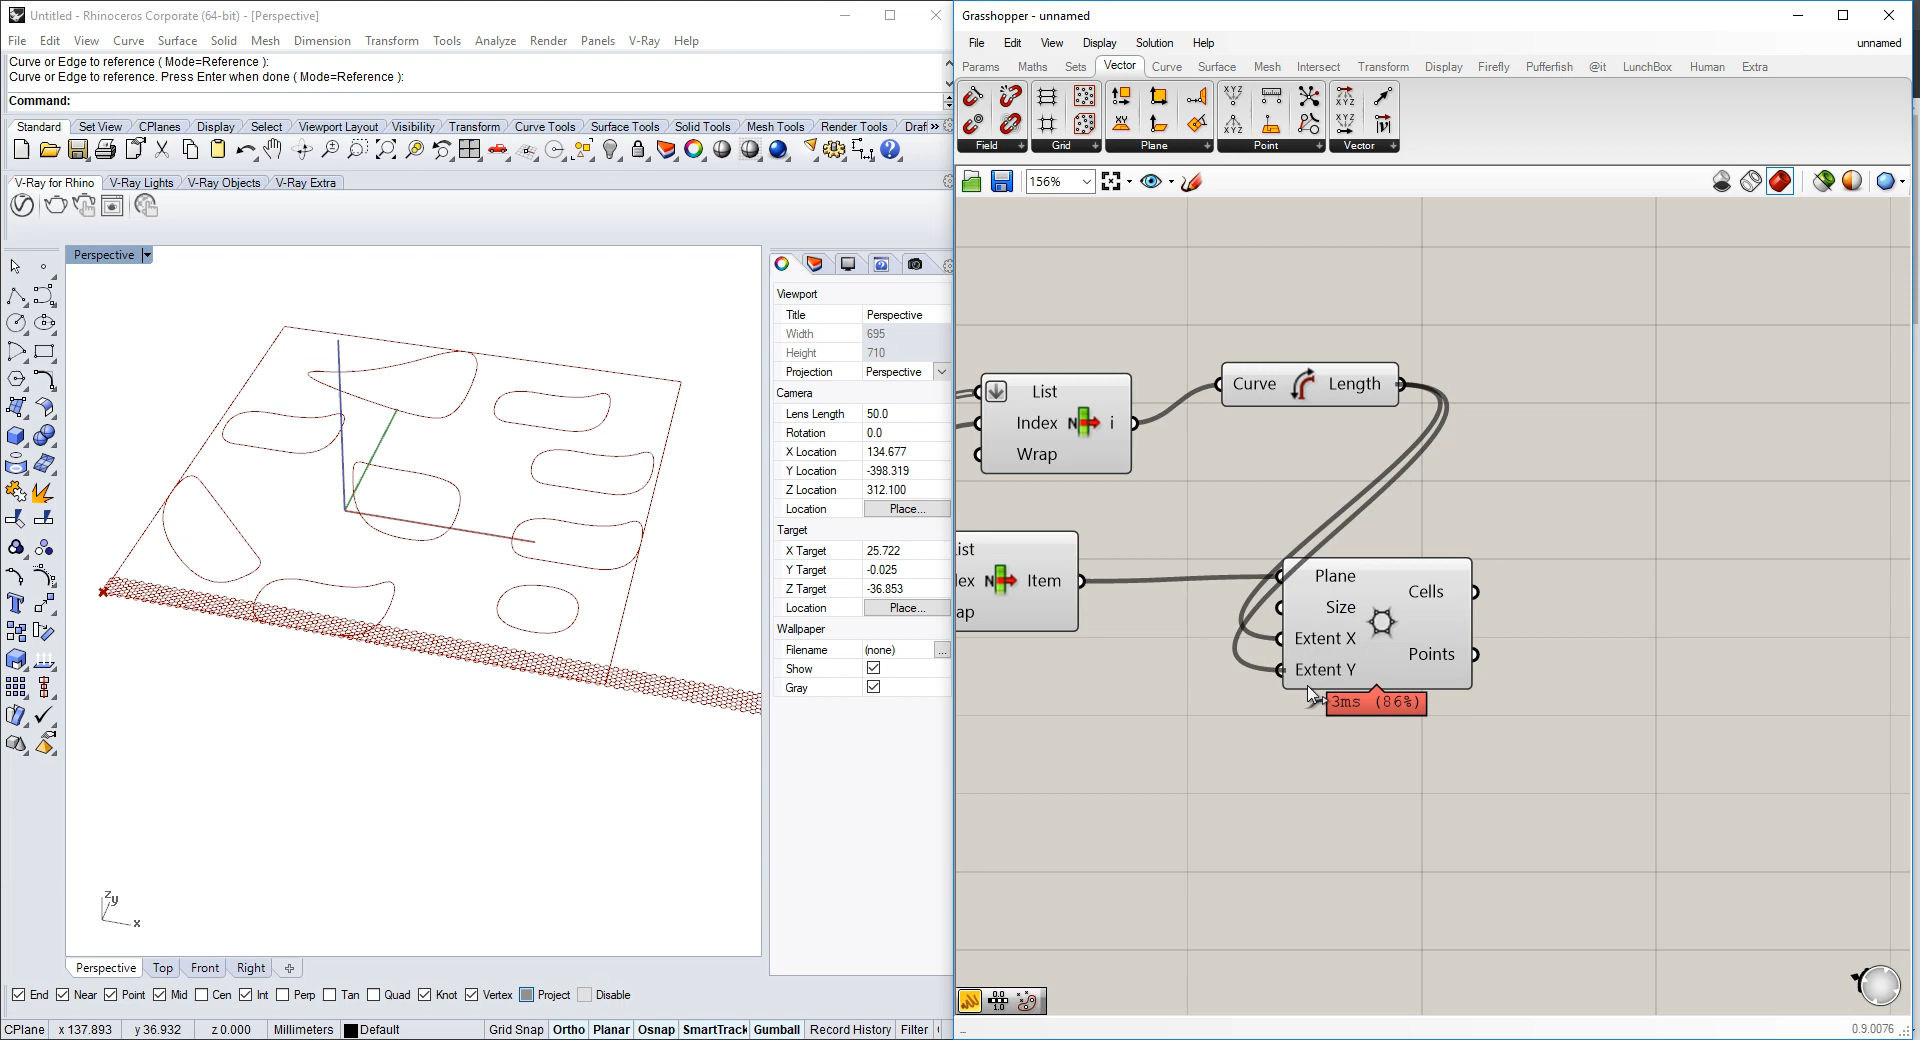 Untitled - Rhinoceros Corporate (64-bit) - [Perspective]
File Edit View Curve Surface Solid Mesh Dimension Transform Tools Analyze Render Panels V-Ray Help
Curve or Edge to reference ( Mode=Reference ):
Curve or Edge to reference. Press Enter when done ( Mode=Reference ):
Command:
Standard Set View CPlanes Display Select Viewport Layout Visibility Transform Curve Tools Surface Tools Solid Tools Mesh Tools Render Tools Draf »
V-Ray for Rhino V-Ray Lights V-Ray Objects V-Ray Extra
Perspective
z
y
x
Viewport
Title Perspective
Width 695
Height 710
Projection Perspective
Camera
Lens Length 50.0
Rotation 0.0
X Location 134.677
Y Location -398.319
Z Location 312.100
Location Place...
Target
X Target 25.722
Y Target -0.025
Z Target -36.853
Location Place...
Wallpaper
Filename (none) ...
Show
Gray
Perspective Top Front Right
End Near Point Mid Cen Int Perp Tan Quad Knot Vertex Project Disable
CPlane x 137.893 y 36.932 z 0.000 Millimeters Default Grid Snap Ortho Planar Osnap SmartTrack Gumball Record History Filter
Grasshopper - unnamed
File Edit View Display Solution Help unnamed
Params Maths Sets Vector Curve Surface Mesh Intersect Transform Display Firefly Pufferfish @it LunchBox Human Extra
Field Grid Plane Point Vector
156%
List
Index N i
Wrap
Curve Length
ist
lex N Item
ap
Plane
Size
Extent X
Extent Y
Cells
Points
3ms (86%)
0.0
1.0
...
0.9.0076